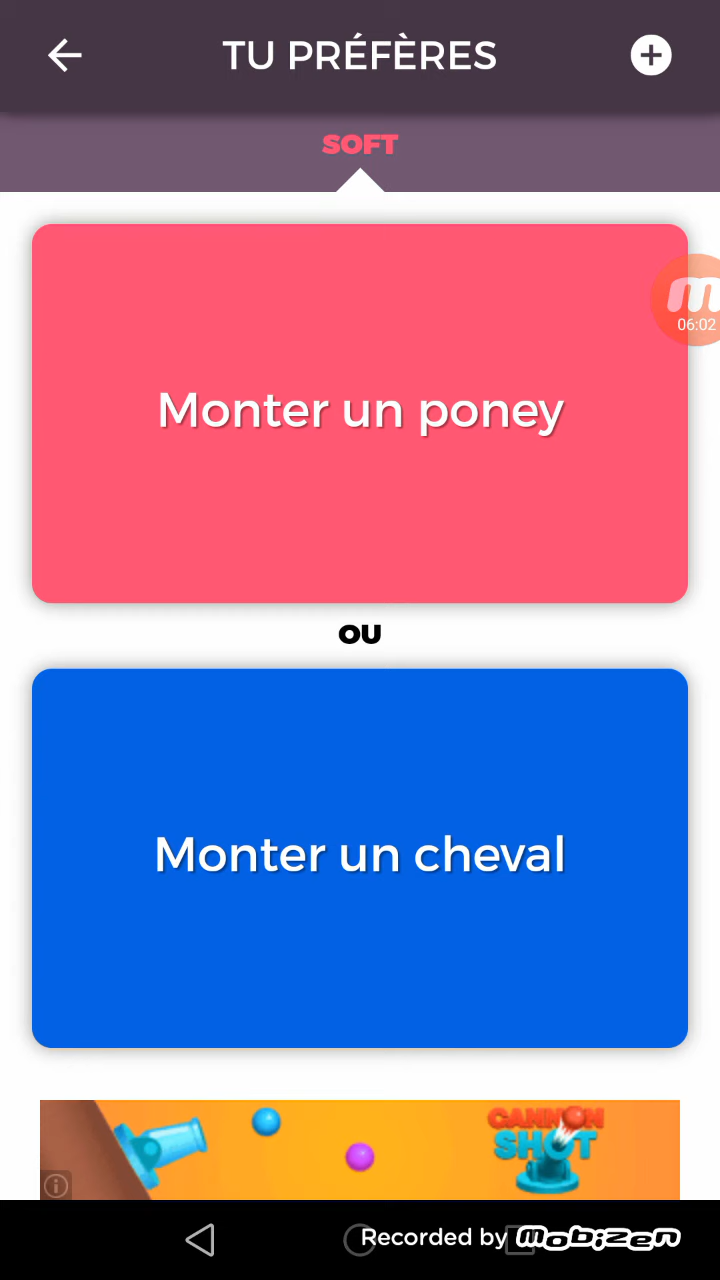 TU PRÉFÈRES
SOFT
m
06:02
Monter un poney
OU
Monter un cheval
CANNON
SHOT
Recorded by mobizen